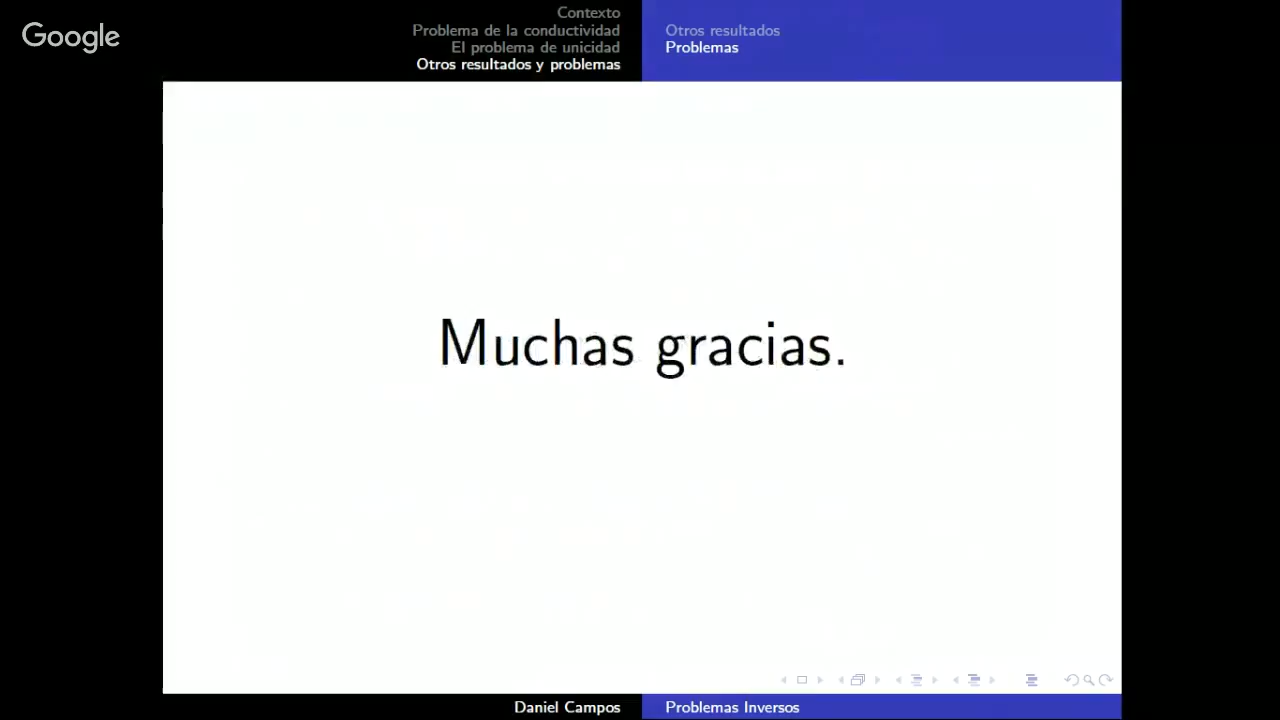 Google
Contexto
Problema de la conductividad
El problema de unicidad
Otros resultados y problemas
Otros resultados
Problemas
Muchas gracias.
Daniel Campos
Problemas Inversos